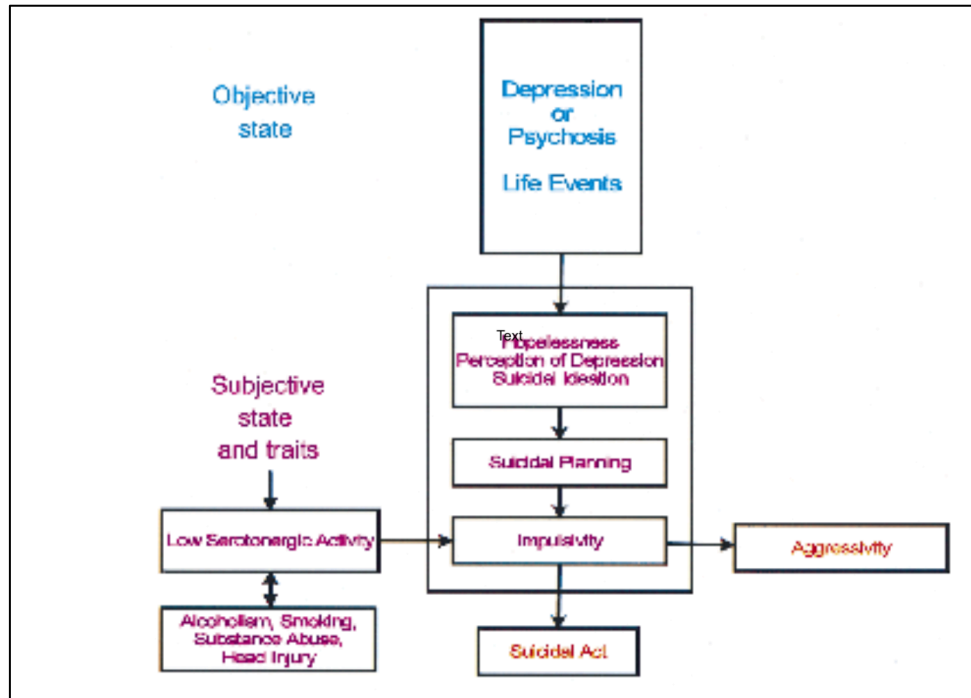 Objective
state
Depression
or
Psychosis
Life Events
Text
Hopelessness
Perception of Depression
Suicidal Ideation
Subjective
state
and traits
Suicidal Planning
Low Serotonergic Activity
Impulsivity
Aggressivity
Alcoholism, Smoking,
Substance Abuse,
Head Injury
Suicidal Act